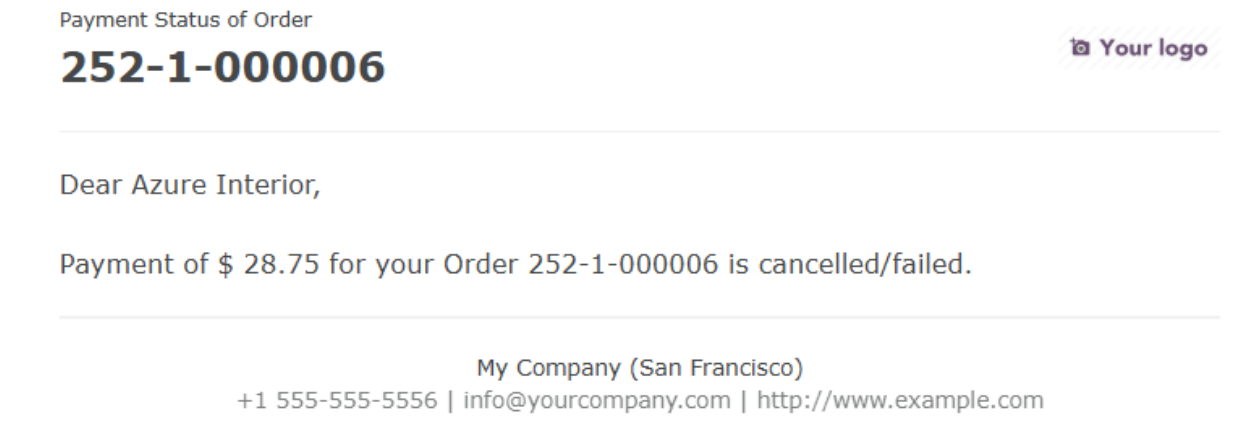 Payment Status of Order
252-1-000006
Your logo
Dear Azure Interior,
Payment of $ 28.75 for your Order 252-1-000006 is cancelled/failed.
My Company (San Francisco)
+1 555-555-5556 | info@yourcompany.com | http://www.example.com